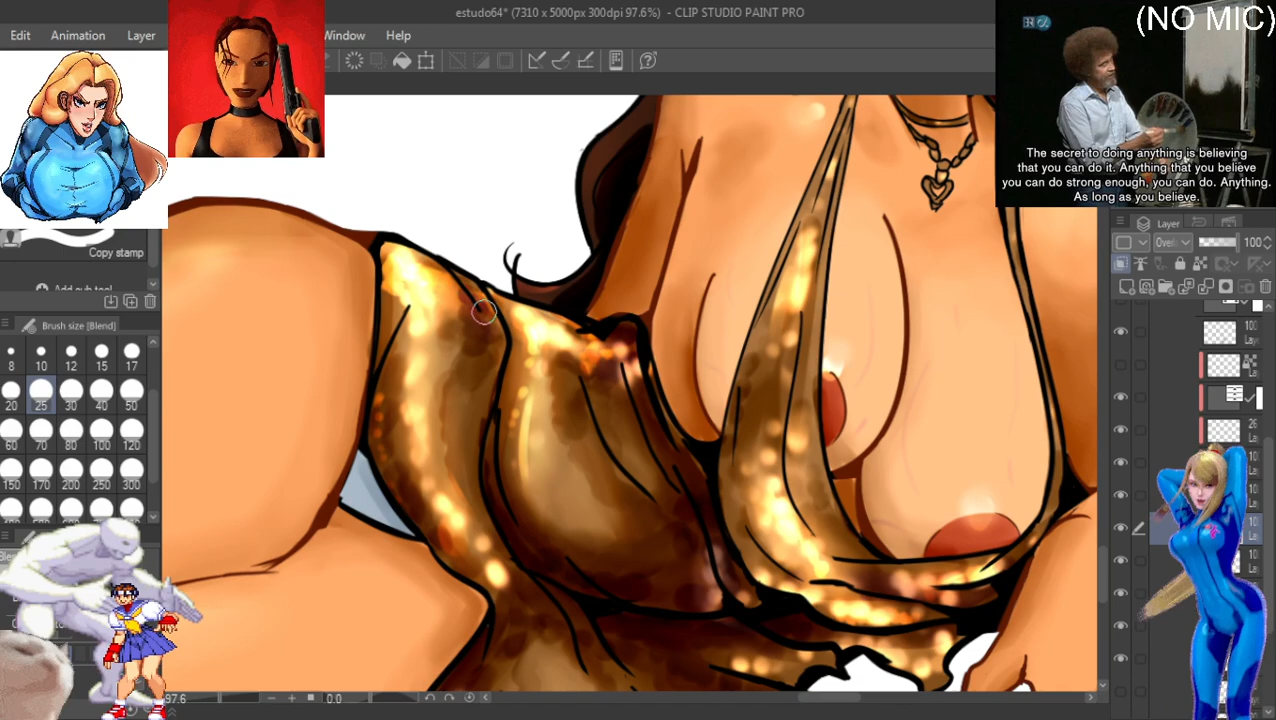 estudo64* (7310 x 5000px 300dpi 97.6%) - CLIP STUDIO PAINT PRO
(NO MIC)
Edit Animation Layer Window Help
The secret to doing anything is believing
that you can do it. Anything that you believe
you can do strong enough, you can do. Anything.
As long as you believe.
Copy stamp
Add sub tool
Brush size [Blend]
8 10 12 15 17
20 25 30 40 50
60 70 80 100 120
150 170 200 250 300
Layer
100
97.6
0.0